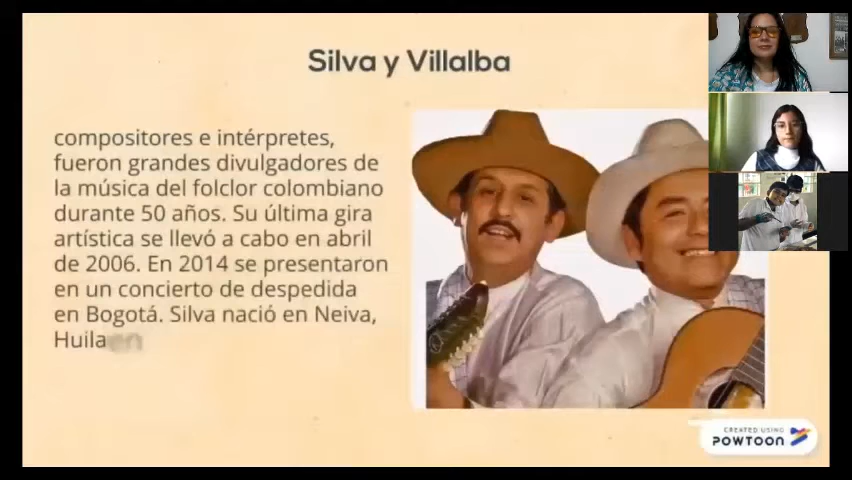 Silva y Villalba
compositores e intérpretes,
fueron grandes divulgadores de
la música del folclor colombiano
durante 50 años. Su última gira
artística se llevó a cabo en abril
de 2006. En 2014 se presentaron
en un concierto de despedida
en Bogotá. Silva nació en Neiva,
Huila
CREATED USING
POWTOON